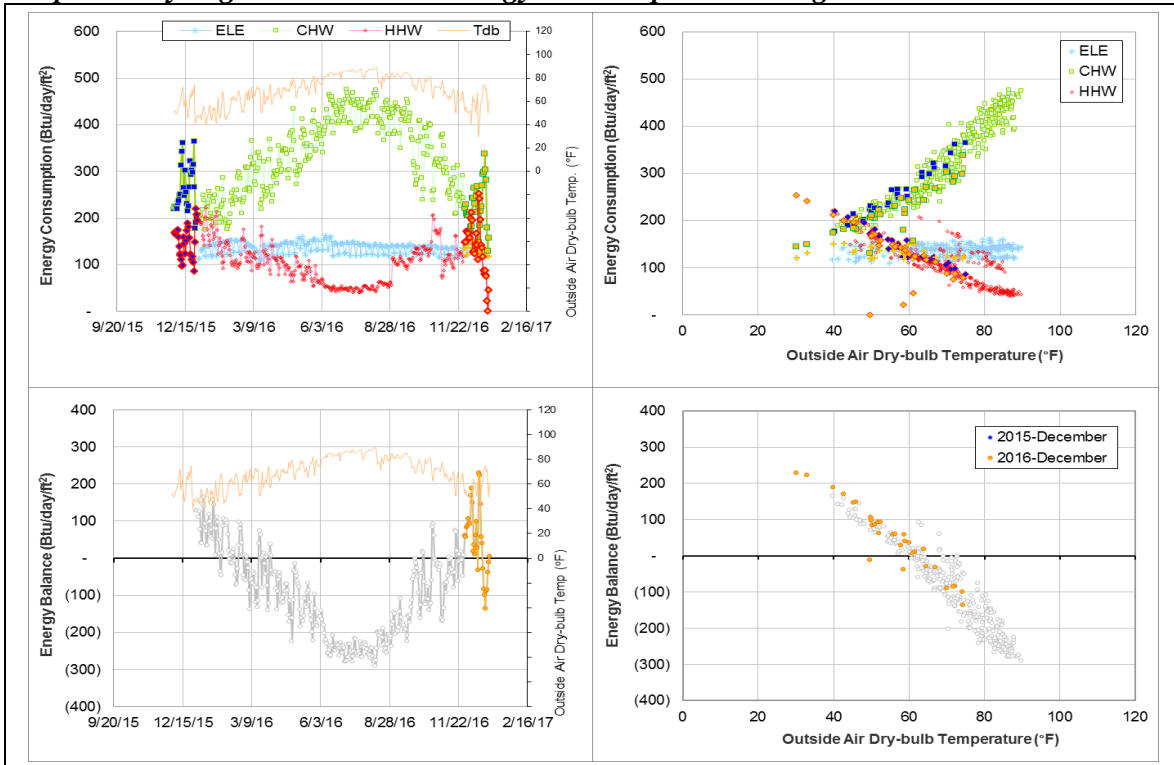 ELE CHW HHW Tdb
Energy Consumption (Btu/day/ft²)
600
500
400
300
200
100
-
120
100
80
60
40
20
0
Outside Air Dry-bulb Temp. (°F)
9/20/15 12/15/15 3/9/16 6/3/16 8/28/16 11/22/16 2/16/17
ELE
CHW
HHW
Energy Consumption (Btu/day/ft²)
600
500
400
300
200
100
-
0 20 40 60 80 100 120
Outside Air Dry-bulb Temperature (°F)
Energy Balance (Btu/day/ft²)
400
300
200
100
-
(100)
(200)
(300)
(400)
120
100
80
60
40
20
0
Outside Air Dry-bulb Temp (°F)
9/20/15 12/15/15 3/9/16 6/3/16 8/28/16 11/22/16 2/16/17
2015-December
2016-December
Energy Balance (Btu/day/ft²)
400
300
200
100
-
(100)
(200)
(300)
(400)
0 20 40 60 80 100 120
Outside Air Dry-bulb Temperature (°F)